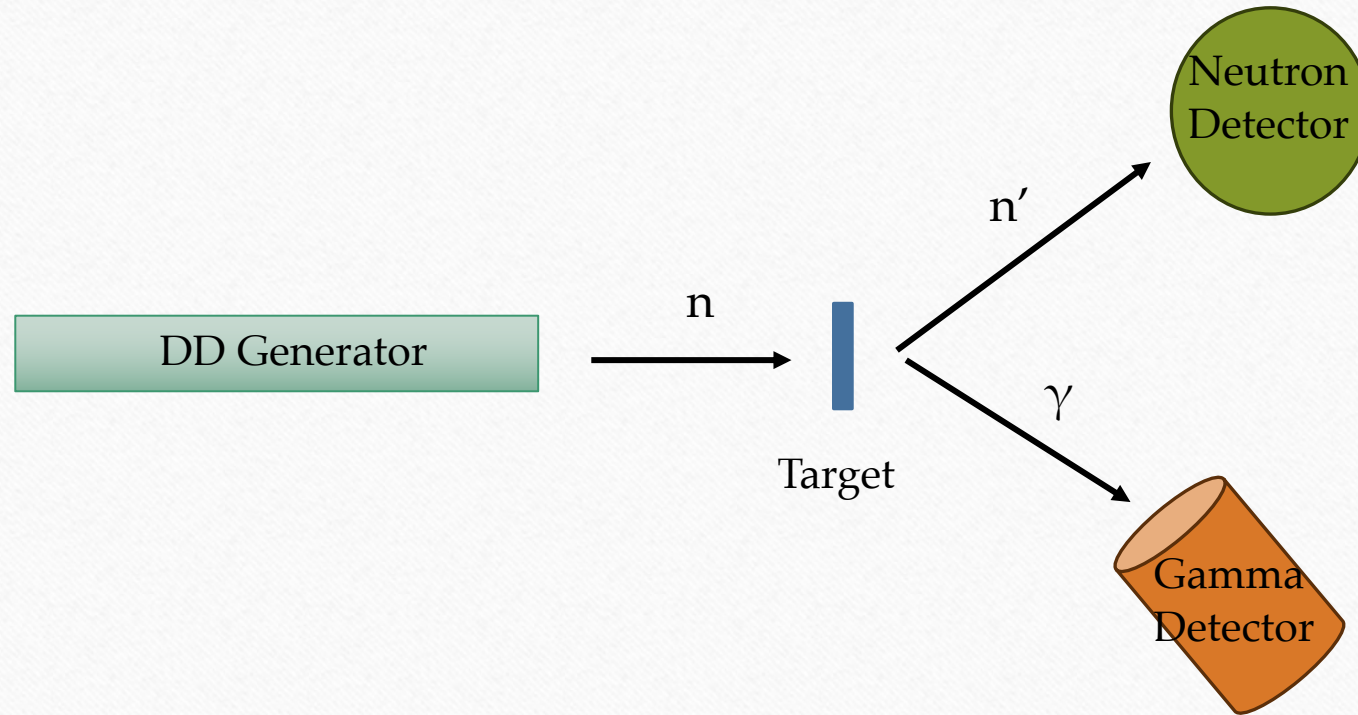 Neutron
Detector
n′
n
DD Generator
γ
Target
Gamma
Detector